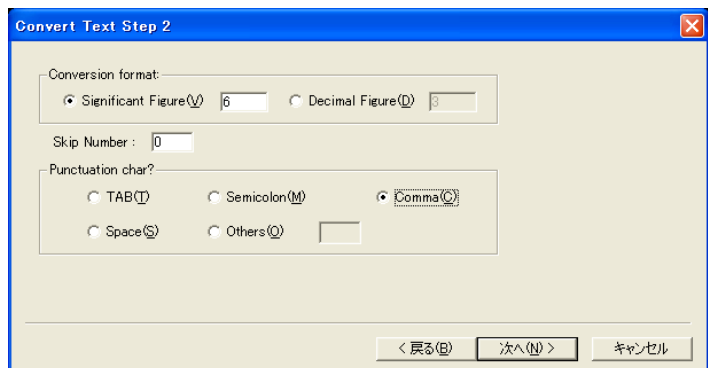 Convert Text Step 2
Conversion format:
Significant Figure(V) 6 Decimal Figure(D) 3
Skip Number : 0
Punctuation char?
TAB(T) Semicolon(M) Comma(C)
Space(S) Others(O)
< 戻る(B) 次へ(N) > キャンセル